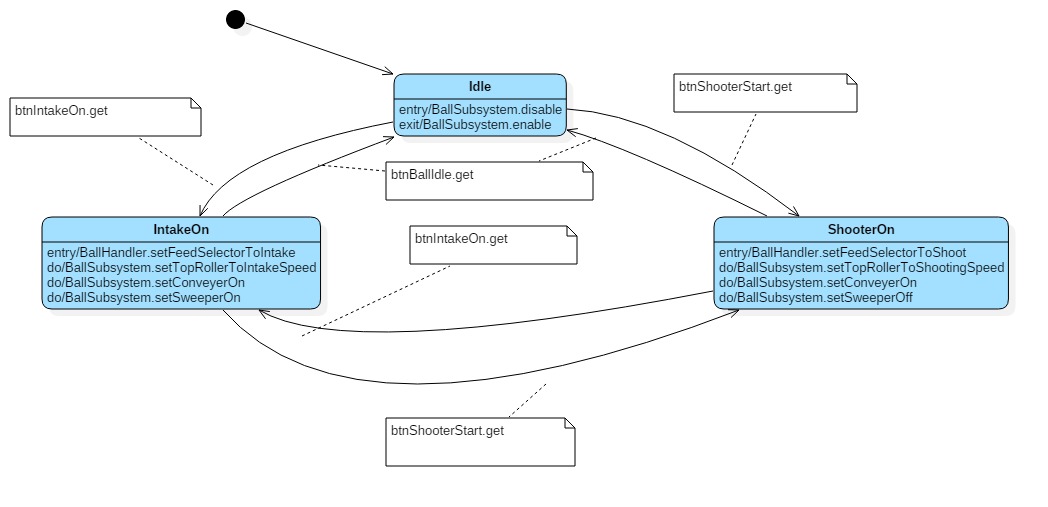 Idle
entry/BallSubsystem.disable
exit/BallSubsystem.enable
btnShooterStart.get
btnIntakeOn.get
btnBallIdle.get
IntakeOn
entry/BallHandler.setFeedSelectorToIntake
do/BallSubsystem.setTopRollerToIntakeSpeed
do/BallSubsystem.setConveyerOn
do/BallSubsystem.setSweeperOn
btnIntakeOn.get
ShooterOn
entry/BallHandler.setFeedSelectorToShoot
do/BallSubsystem.setTopRollerToShootingSpeed
do/BallSubsystem.setConveyerOn
do/BallSubsystem.setSweeperOff
btnShooterStart.get